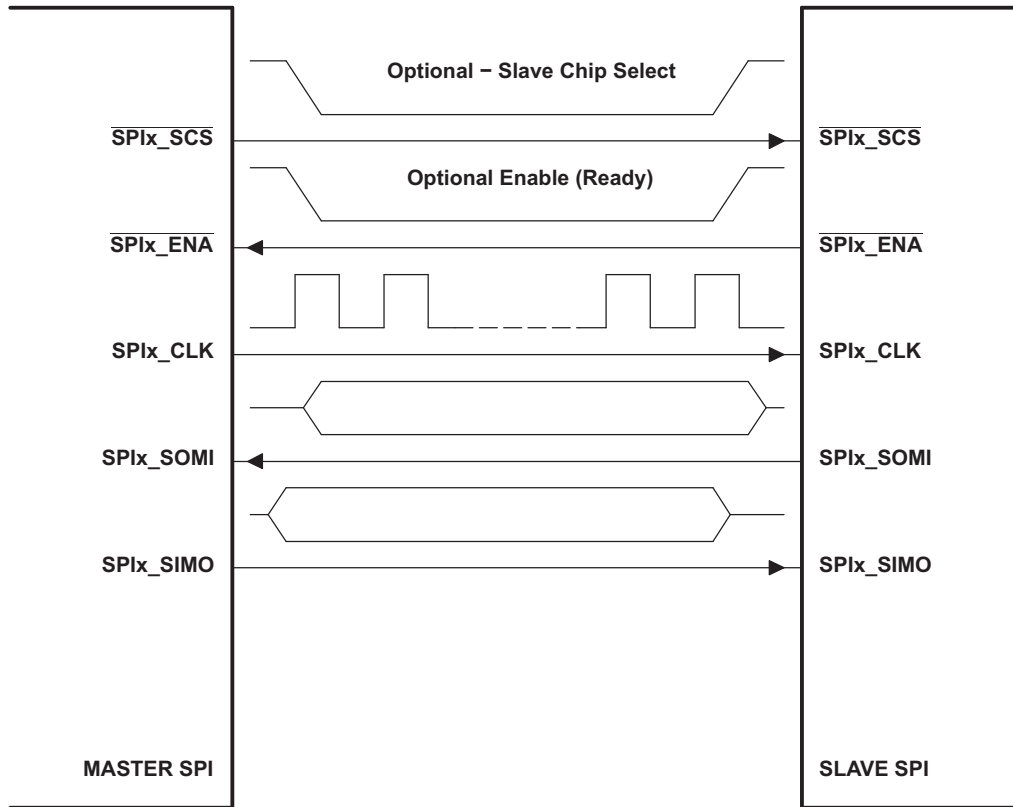 Optional − Slave Chip Select
SPIx_SCS SPIx_SCS
Optional Enable (Ready)
SPIx_ENA SPIx_ENA
SPIx_CLK SPIx_CLK
SPIx_SOMI SPIx_SOMI
SPIx_SIMO SPIx_SIMO
MASTER SPI SLAVE SPI